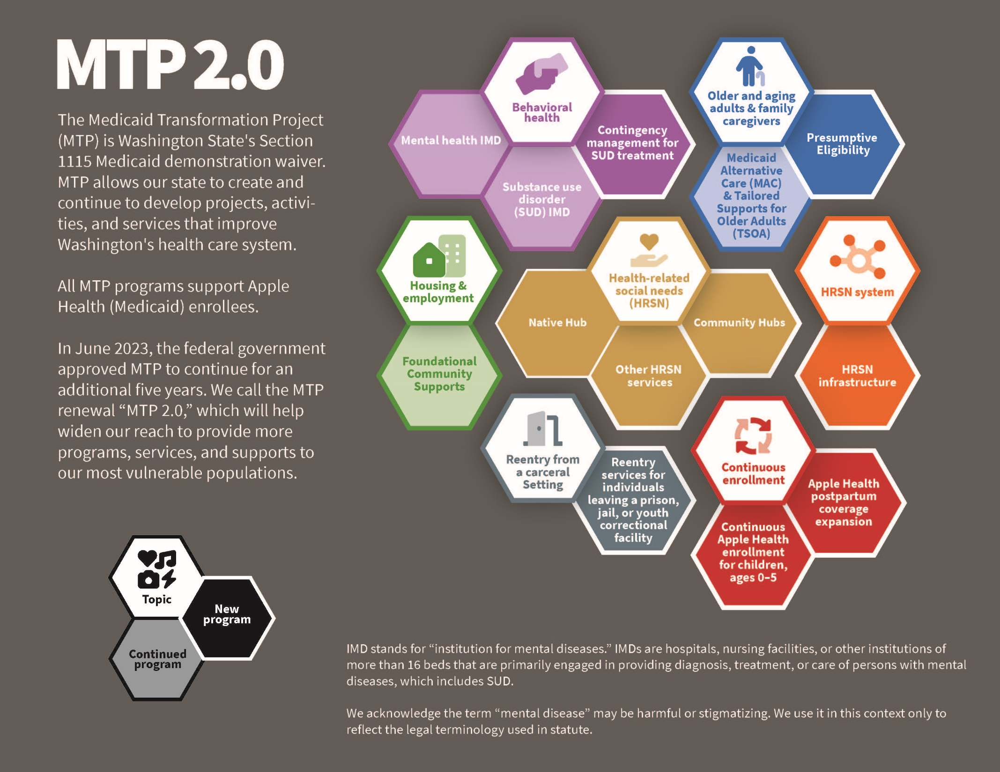 MTP 2.0
The Medicaid Transformation Project
(MTP) is Washington State's Section
1115 Medicaid demonstration waiver.
MTP allows our state to create and
continue to develop projects, activi-
ties, and services that improve
Washington's health care system.
All MTP programs support Apple
Health (Medicaid) enrollees.
In June 2023, the federal government
approved MTP to continue for an
additional five years. We call the MTP
renewal “MTP 2.0,” which will help
widen our reach to provide more
programs, services, and supports to
our most vulnerable populations.
Topic
New
program
Continued
program
Behavioral
health
Mental health IMD
Contingency
management for
SUD treatment
Substance use
disorder
(SUD) IMD
Older and aging
adults & family
caregivers
Presumptive
Eligibility
Medicaid
Alternative
Care (MAC)
& Tailored
Supports for
Older Adults
(TSOA)
Housing &
employment
Foundational
Community
Supports
Health-related
social needs
(HRSN)
Native Hub
Community Hubs
Other HRSN
services
HRSN system
HRSN
infrastructure
Reentry from
a carceral
Setting
Reentry
services for
individuals
leaving a prison,
jail, or youth
correctional
facility
Continuous
enrollment
Apple Health
postpartum
coverage
expansion
Continuous
Apple Health
enrollment
for children,
ages 0–5
IMD stands for “institution for mental diseases.” IMDs are hospitals, nursing facilities, or other institutions of
more than 16 beds that are primarily engaged in providing diagnosis, treatment, or care of persons with mental
diseases, which includes SUD.
We acknowledge the term “mental disease” may be harmful or stigmatizing. We use it in this context only to
reflect the legal terminology used in statute.